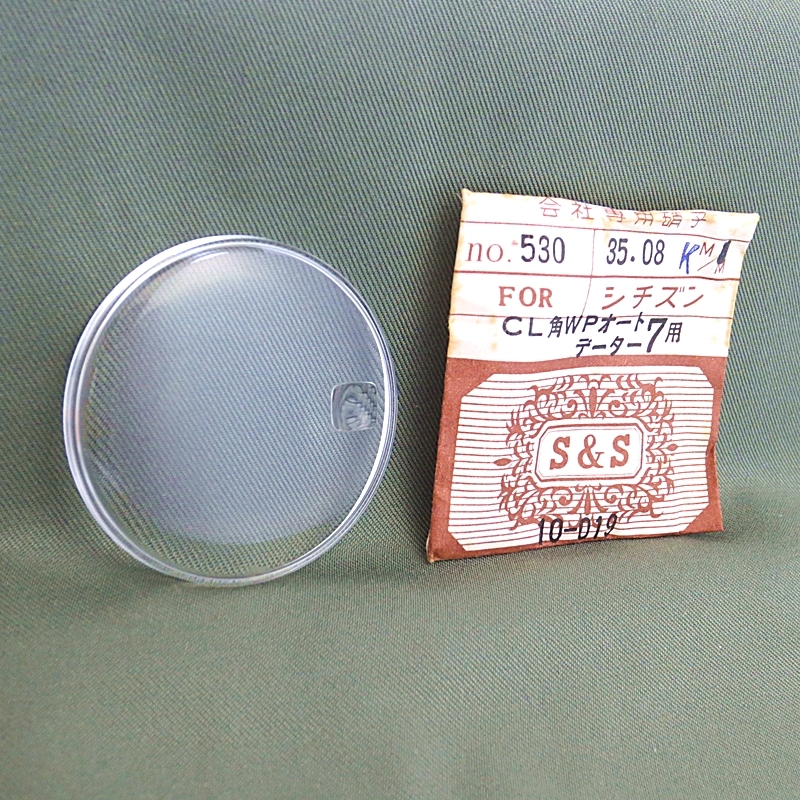 会社専用硝子
no. 530 35.08 K M/M
FOR シチズン
CL角WPオート
データー7用
S&S
10-D19